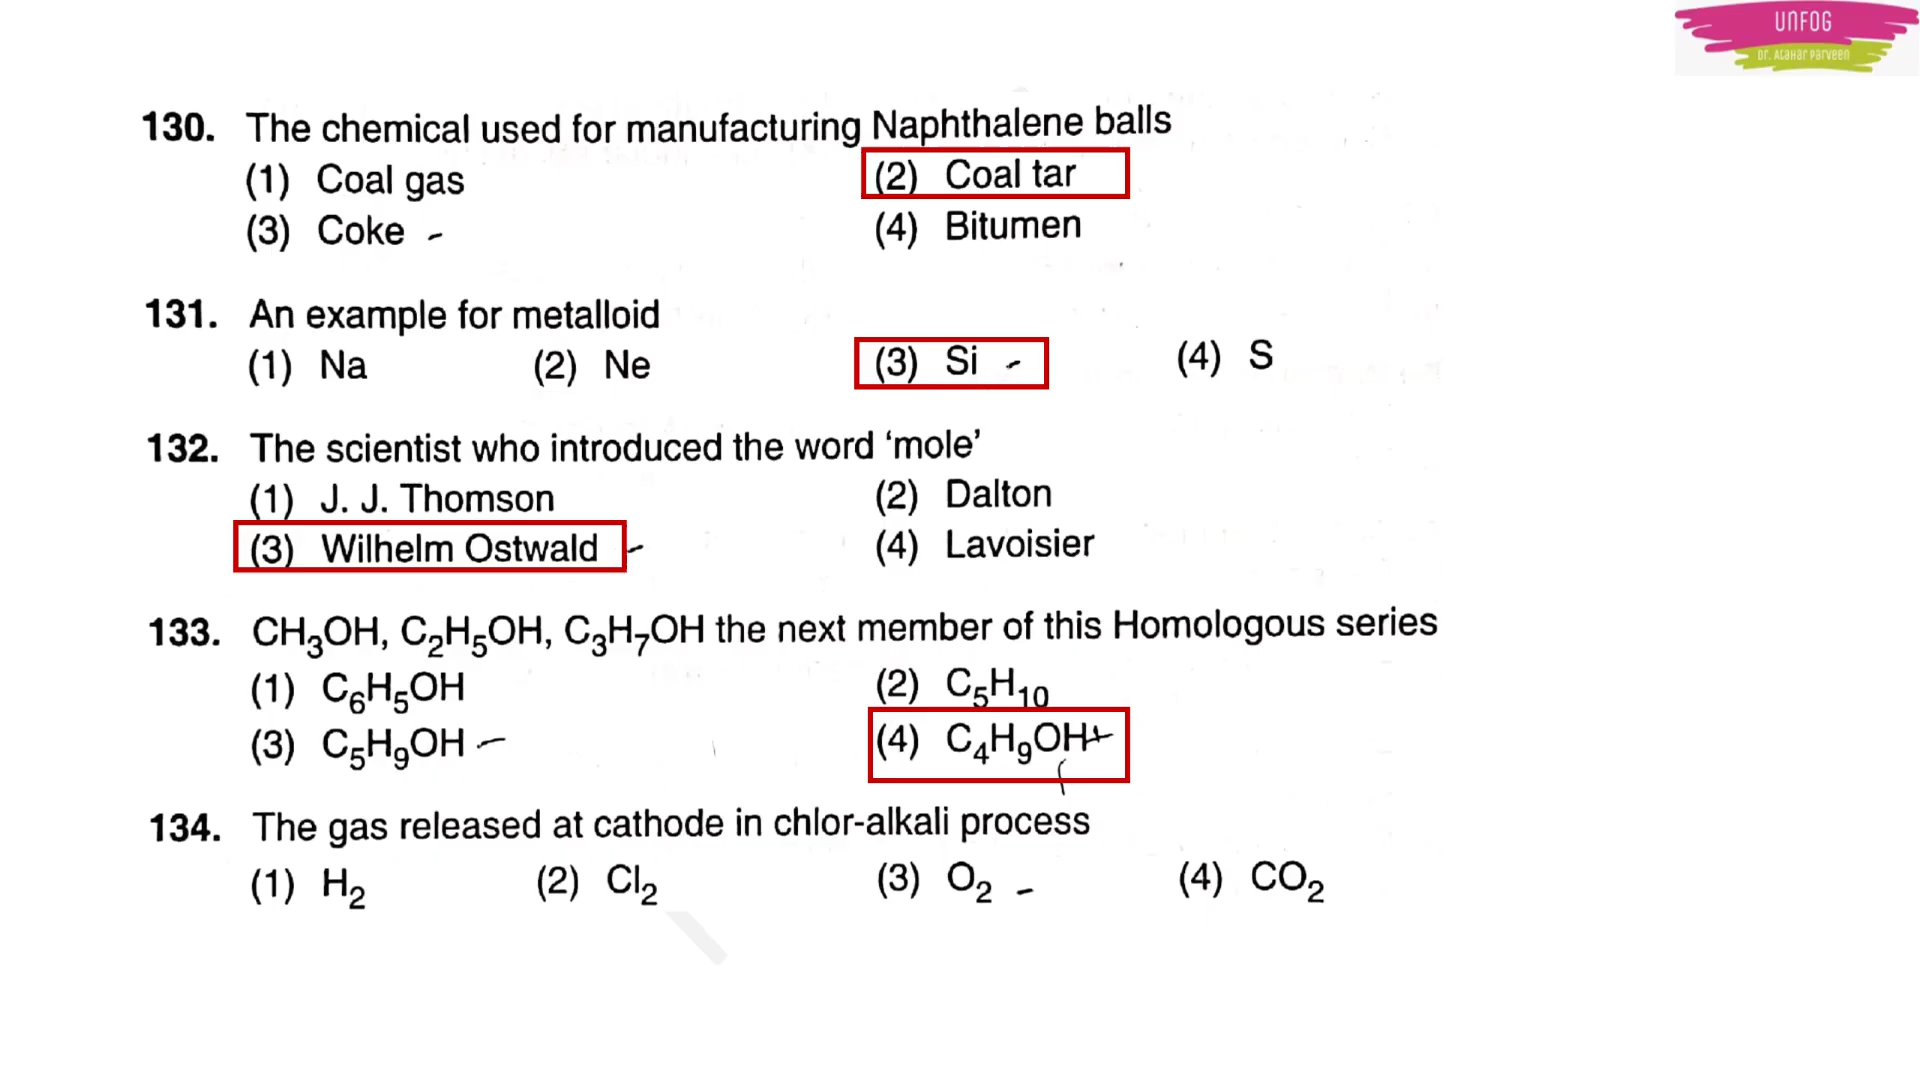 UNFOG
Dr. Atahar Parveen
130. The chemical used for manufacturing Naphthalene balls
(1) Coal gas (2) Coal tar
(3) Coke (4) Bitumen
131. An example for metalloid
(1) Na (2) Ne (3) Si (4) S
132. The scientist who introduced the word ‘mole’
(1) J. J. Thomson (2) Dalton
(3) Wilhelm Ostwald (4) Lavoisier
133. CH₃OH, C₂H₅OH, C₃H₇OH the next member of this Homologous series
(1) C₆H₅OH (2) C₅H₁₀
(3) C₅H₉OH (4) C₄H₉OH
134. The gas released at cathode in chlor-alkali process
(1) H₂ (2) Cl₂ (3) O₂ (4) CO₂